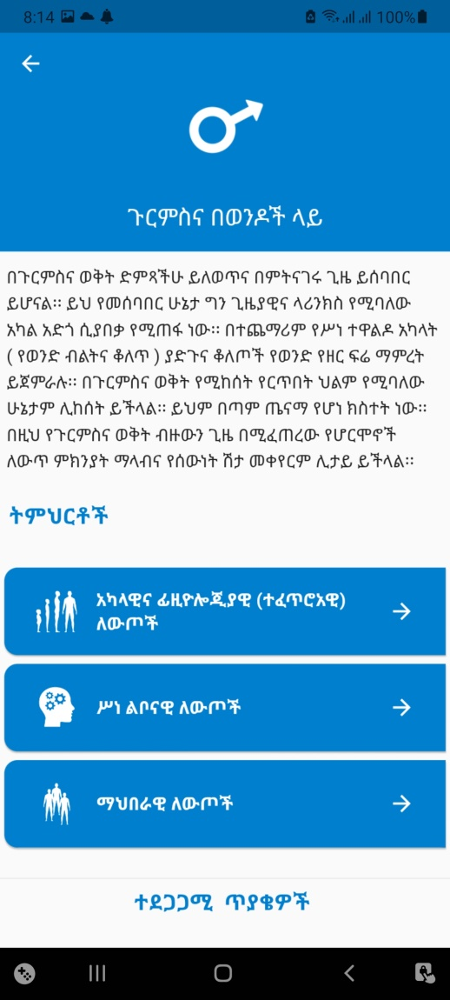 8:14
100%
ጉርምስና በወንዶች ላይ
በጉርምስና ወቅት ድምጻችሁ ይለወጥና በምትናገሩ ጊዜ ይሰባበር
ይሆናል፡፡ ይህ የመሰባበር ሁኔታ ግን ጊዜያዊና ላሪንክስ የሚባለው
አካል አድጎ ሲያበቃ የሚጠፋ ነው፡፡ በተጨማሪም የሥነ ተዋልዶ አካላት
( የወንድ ብልትና ቆለጥ ) ያድጉና ቆለጦች የወንድ የዘር ፍሬ ማምረት
ይጀምራሉ፡፡ በጉርምስና ወቅት የሚከሰት የርጥበት ህልም የሚባለው
ሁኔታም ሊከሰት ይችላል፡፡ ይህም በጣም ጤናማ የሆነ ክስተት ነው፡፡
በዚህ የጉርምስና ወቅት ብዙውን ጊዜ በሚፈጠረው የሆርሞኖች
ለውጥ ምክንያት ማላብና የሰውነት ሽታ መቀየርም ሊታይ ይችላል፡፡
ትምህርቶች
አካላዊና ፊዚዮሎጂያዊ (ተፈጥሮአዊ)
ለውጦች
ሥነ ልቦናዊ ለውጦች
ማህበራዊ ለውጦች
ተደጋጋሚ ጥያቄዎች